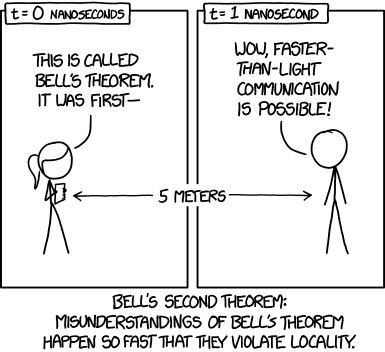 t=0 NANOSECONDS
THIS IS CALLED
BELL'S THEOREM.
IT WAS FIRST—
t=1 NANOSECOND
WOW, FASTER-
THAN-LIGHT
COMMUNICATION
IS POSSIBLE!
5 METERS
BELL'S SECOND THEOREM:
MISUNDERSTANDINGS OF BELL'S THEOREM
HAPPEN SO FAST THAT THEY VIOLATE LOCALITY.